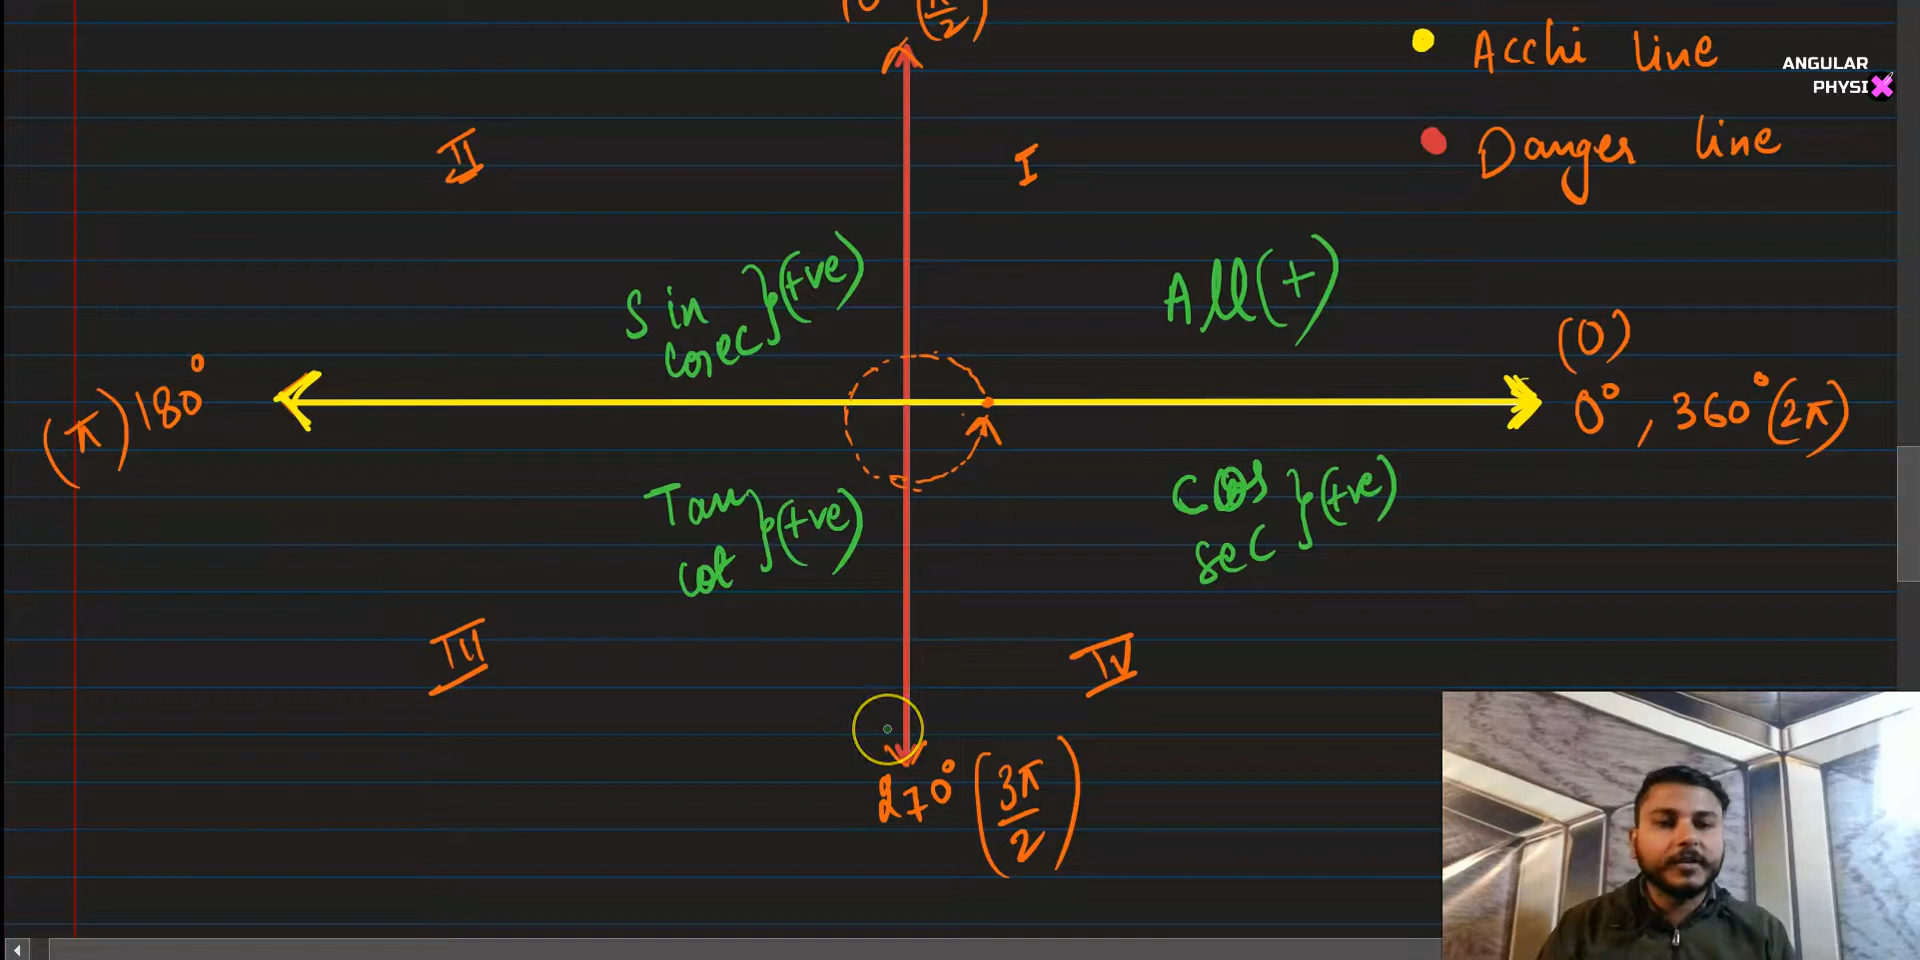 (π/2)
Acchi line
ANGULAR
PHYSI
Danger line
II
I
Sin
cosec } (+ve)
All (+)
(0)
(π) 180°
0°, 360° (2π)
Tan
cot } (+ve)
cos
sec } (+ve)
III
IV
270° (3π/2)